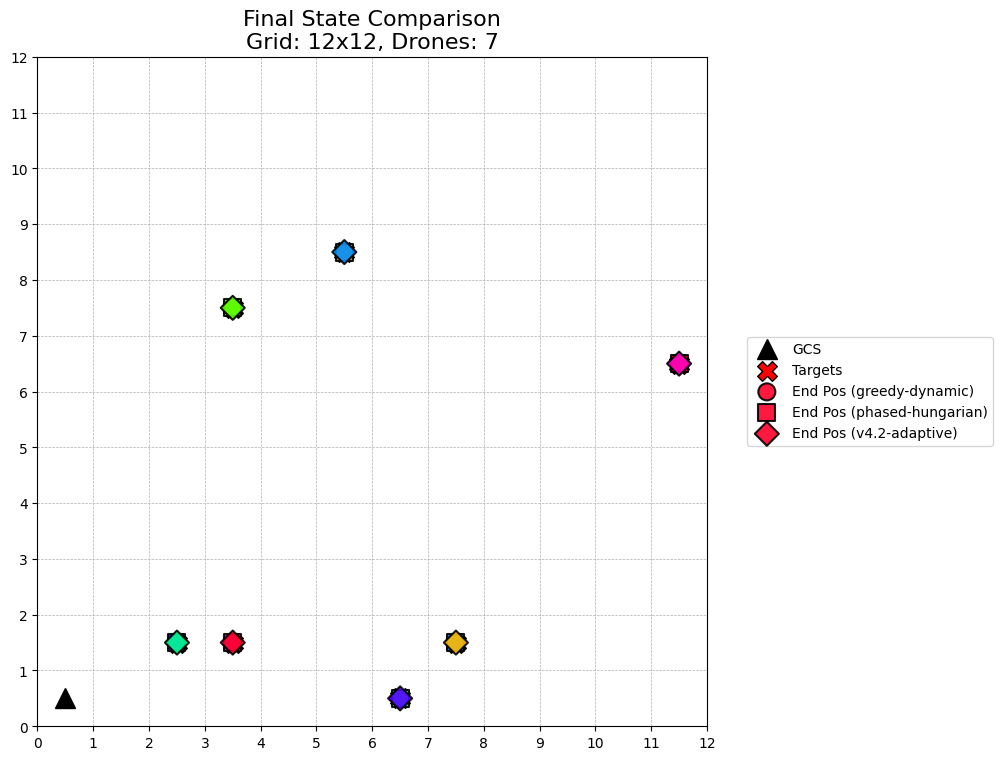 Final State Comparison
Grid: 12x12, Drones: 7
12
11
10
9
8
7
6
5
4
3
2
1
0
0 1 2 3 4 5 6 7 8 9 10 11 12
GCS
Targets
End Pos (greedy-dynamic)
End Pos (phased-hungarian)
End Pos (v4.2-adaptive)